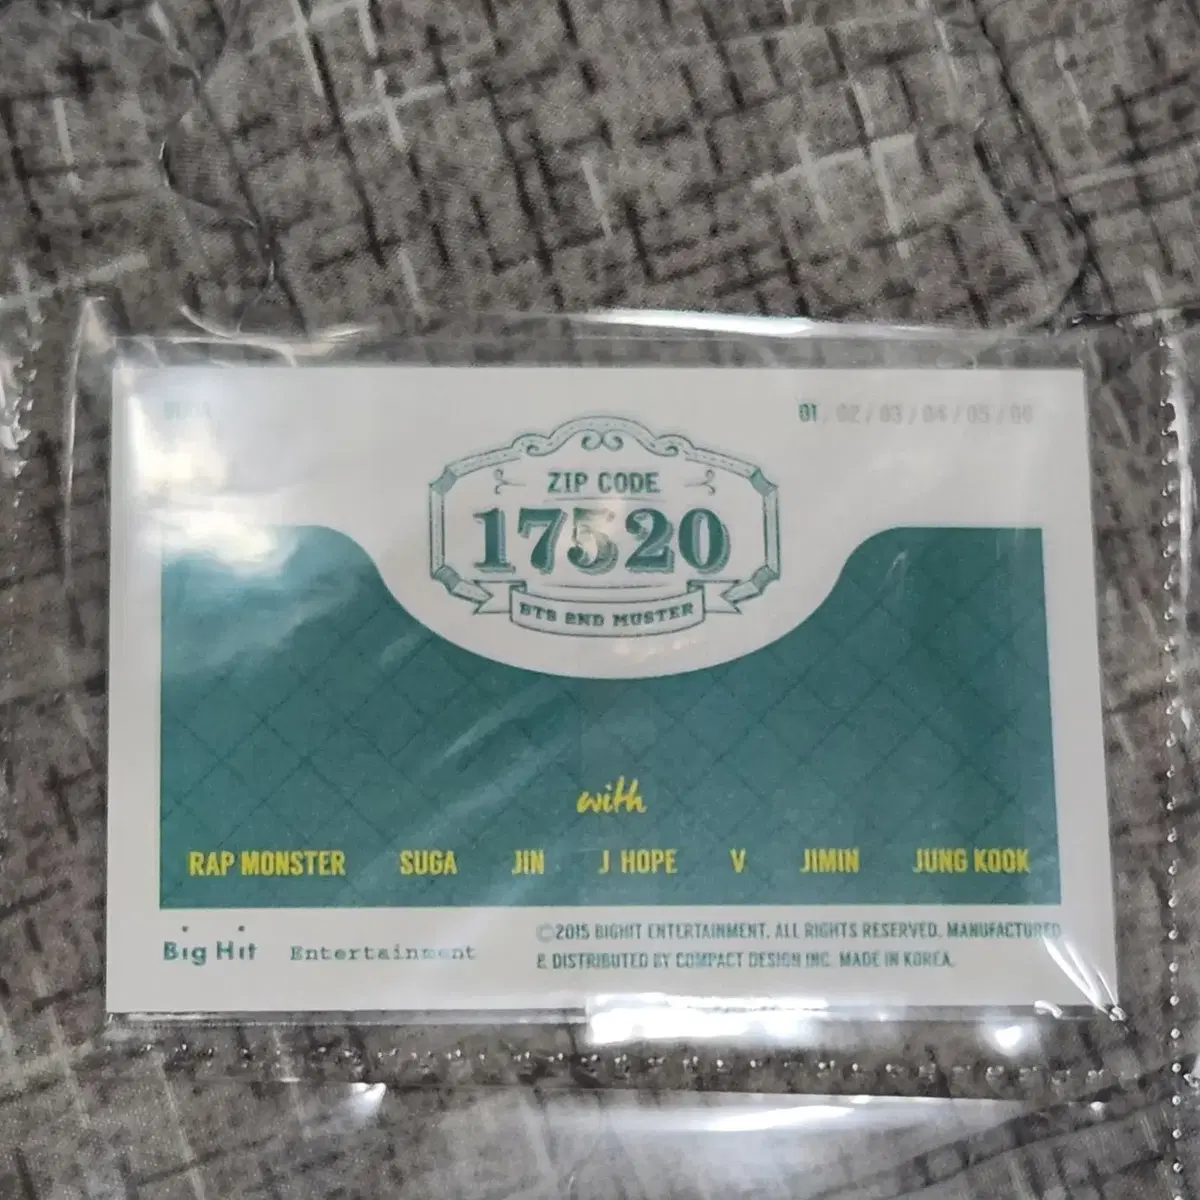 01 / 02 / 03 / 04 / 05 / 06
ZIP CODE
17520
BTS 2ND MUSTER
with
RAP MONSTER SUGA JIN J HOPE V JIMIN JUNG KOOK
Big Hit Entertainment
©2015 BIGHIT ENTERTAINMENT. ALL RIGHTS RESERVED. MANUFACTURED
& DISTRIBUTED BY COMPACT DESIGN INC. MADE IN KOREA.